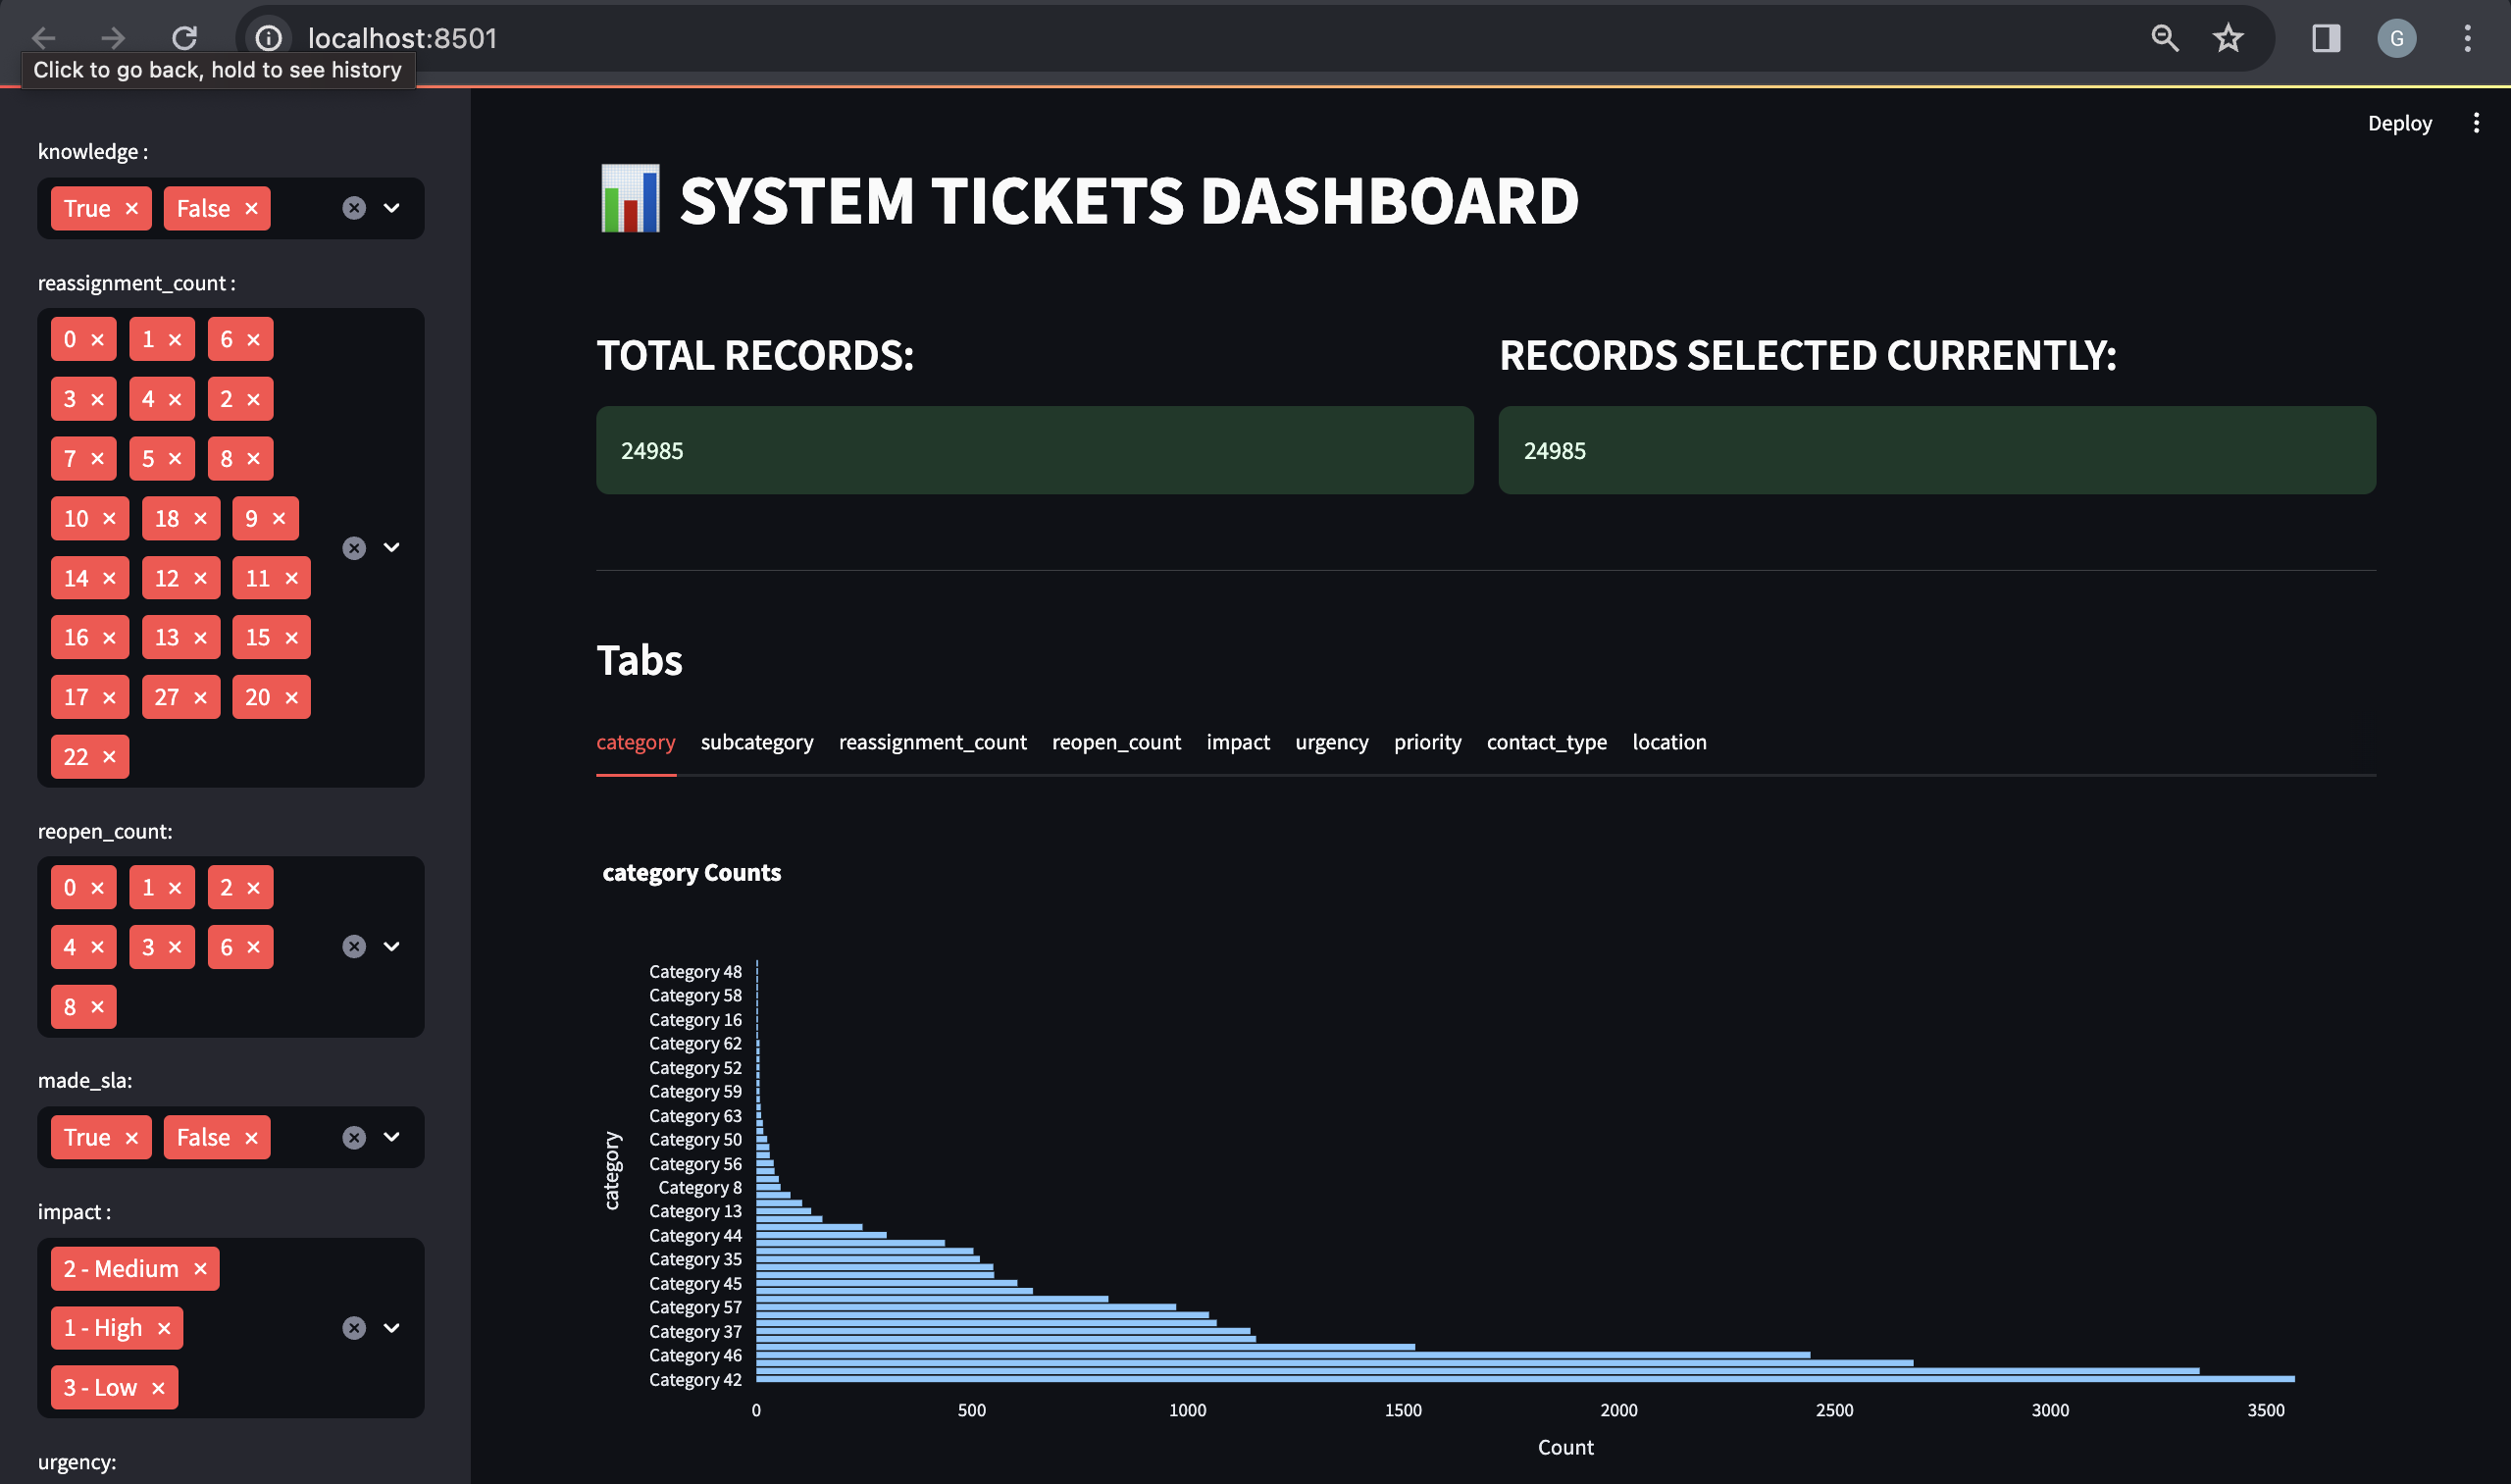 localhost:8501
G
Click to go back, hold to see history
Deploy
knowledge :
True × False ×
reassignment_count :
0 × 1 × 6 ×
3 × 4 × 2 ×
7 × 5 × 8 ×
10 × 18 × 9 ×
14 × 12 × 11 ×
16 × 13 × 15 ×
17 × 27 × 20 ×
22 ×
reopen_count:
0 × 1 × 2 ×
4 × 3 × 6 ×
8 ×
made_sla:
True × False ×
impact :
2 - Medium ×
1 - High ×
3 - Low ×
urgency:
📊 SYSTEM TICKETS DASHBOARD
TOTAL RECORDS:
24985
RECORDS SELECTED CURRENTLY:
24985
Tabs
category subcategory reassignment_count reopen_count impact urgency priority contact_type location
category Counts
category
Category 48
Category 58
Category 16
Category 62
Category 52
Category 59
Category 63
Category 50
Category 56
Category 8
Category 13
Category 44
Category 35
Category 45
Category 57
Category 37
Category 46
Category 42
0 500 1000 1500 2000 2500 3000 3500
Count